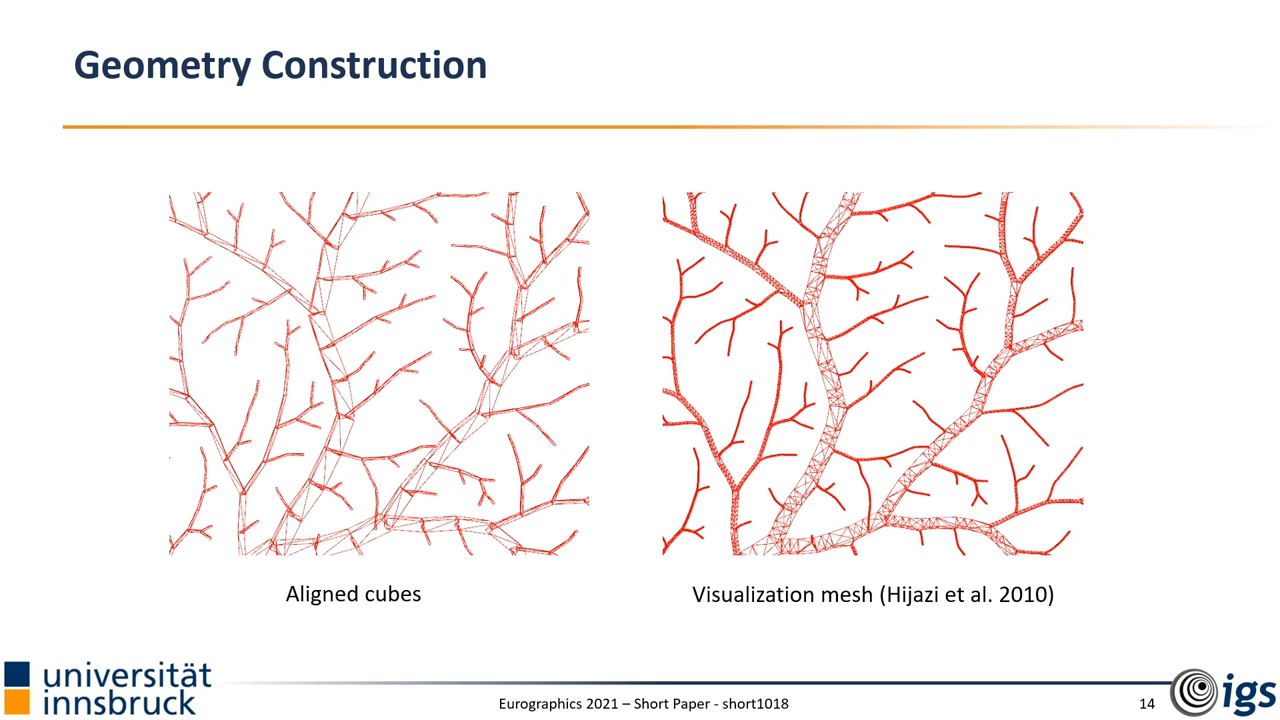 Geometry Construction
Aligned cubes
Visualization mesh (Hijazi et al. 2010)
universität
innsbruck
Eurographics 2021 – Short Paper - short1018
14
igs